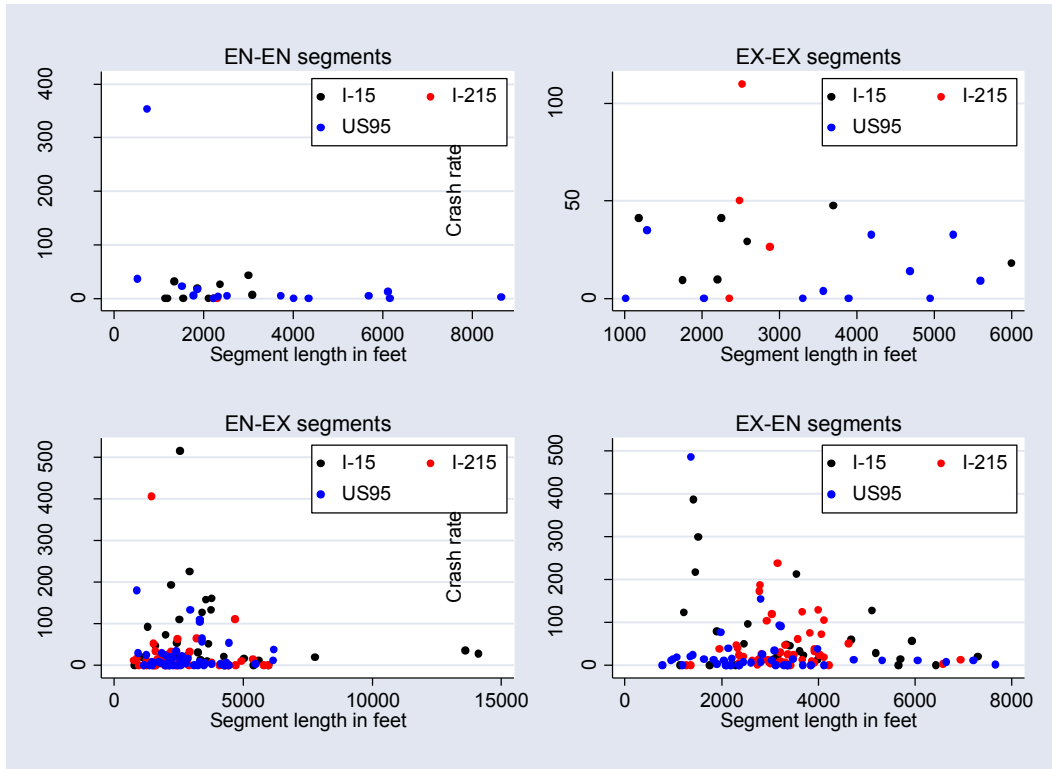 EN-EN segments
400
300
200
100
0
I-15
I-215
US95
Crash rate
0
2000
4000
6000
8000
Segment length in feet
EX-EX segments
100
50
0
I-15
I-215
US95
1000
2000
3000
4000
5000
6000
Segment length in feet
EN-EX segments
500
400
300
200
100
0
I-15
I-215
US95
Crash rate
0
5000
10000
15000
Segment length in feet
EX-EN segments
500
400
300
200
100
0
I-15
I-215
US95
0
2000
4000
6000
8000
Segment length in feet